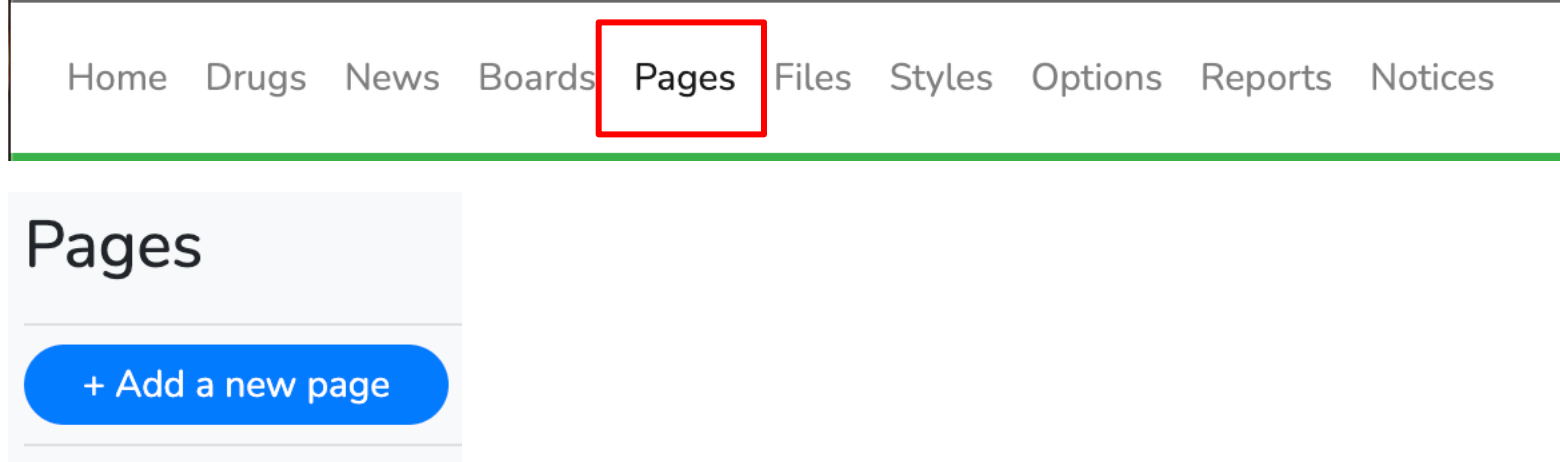 Home Drugs News Boards Pages Files Styles Options Reports Notices
Pages
+ Add a new page